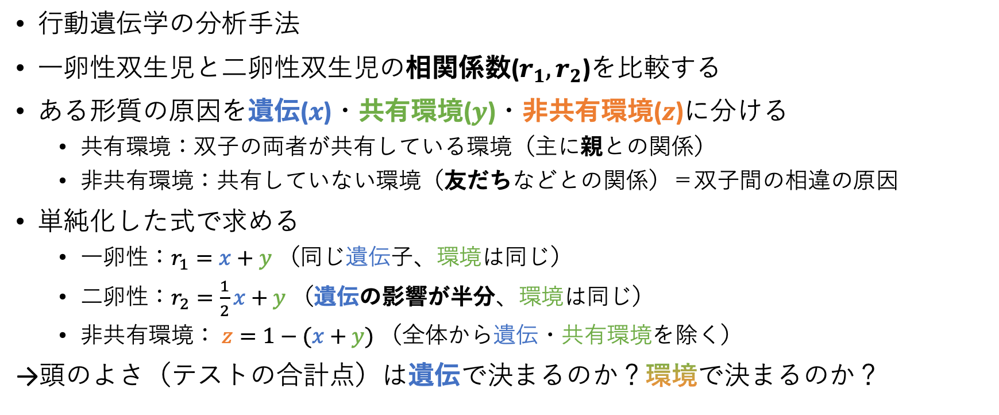 • 行動遺伝学の分析手法
• 一卵性双生児と二卵性双生児の相関係数(r₁, r₂)を比較する
• ある形質の原因を遺伝(x)・共有環境(y)・非共有環境(z)に分ける
• 共有環境：双子の両者が共有している環境（主に親との関係）
• 非共有環境：共有していない環境（友だちなどとの関係）＝双子間の相違の原因
• 単純化した式で求める
• 一卵性：r₁ = x + y（同じ遺伝子、環境は同じ）
• 二卵性：r₂ = ½x + y（遺伝の影響が半分、環境は同じ）
• 非共有環境： z = 1 − (x + y)（全体から遺伝・共有環境を除く）
→頭のよさ（テストの合計点）は遺伝で決まるのか？環境で決まるのか？